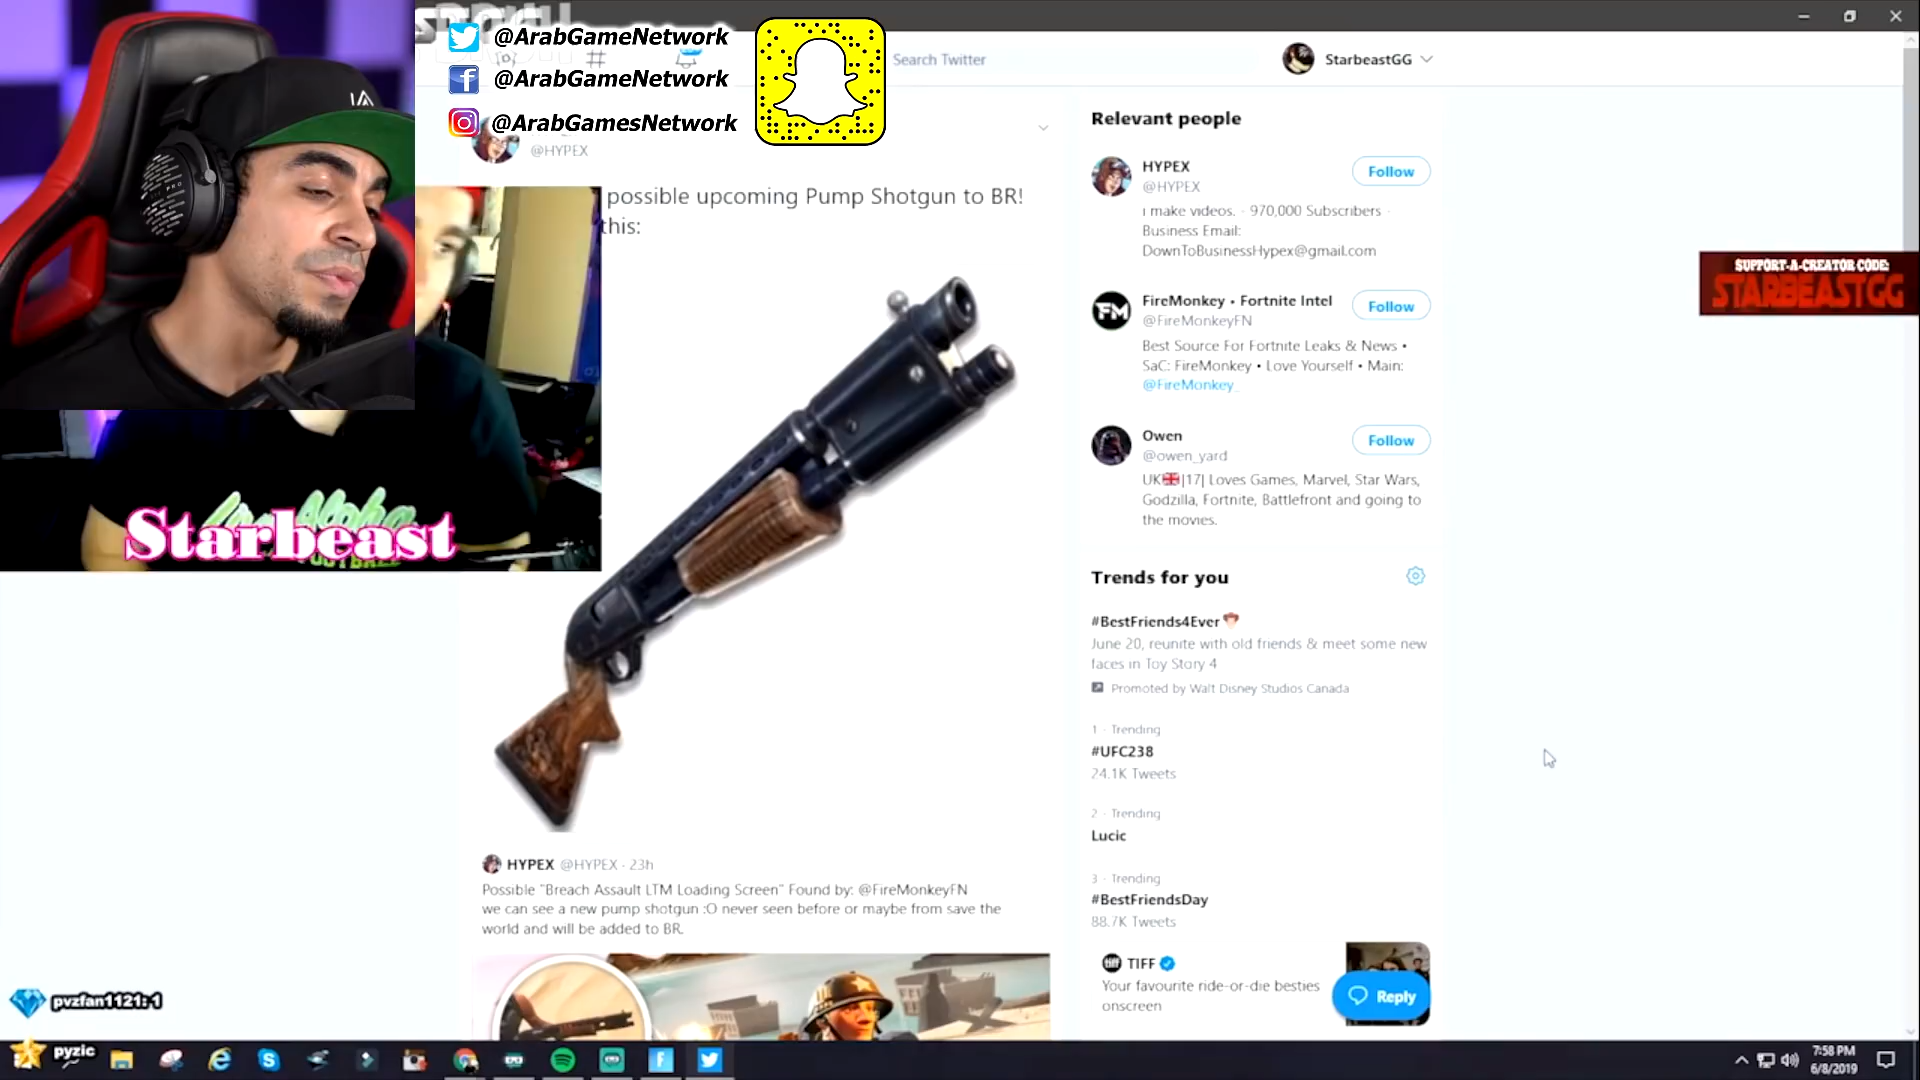 @ArabGameNetwork
@ArabGameNetwork
@ArabGamesNetwork
Search Twitter
StarbeastGG
@HYPEX
possible upcoming Pump Shotgun to BR!
this:
Starbeast
FOOTBALL
Relevant people
HYPEX
@HYPEX
Follow
I make videos. · 970,000 Subscribers ·
Business Email:
DownToBusinessHypex@gmail.com
FireMonkey • Fortnite Intel
@FireMonkeyFN
Follow
Best Source For Fortnite Leaks & News •
SaC: FireMonkey • Love Yourself • Main:
@FireMonkey_
Owen
@owen_yard
Follow
UK🇬🇧|17| Loves Games, Marvel, Star Wars,
Godzilla, Fortnite, Battlefront and going to
the movies.
SUPPORT-A-CREATOR CODE:
STARBEASTGG
Trends for you
#BestFriends4Ever
June 20, reunite with old friends & meet some new
faces in Toy Story 4
Promoted by Walt Disney Studios Canada
1 · Trending
#UFC238
24.1K Tweets
2 · Trending
Lucic
3 · Trending
#BestFriendsDay
88.7K Tweets
tiff TIFF
Your favourite ride-or-die besties
onscreen
Reply
HYPEX @HYPEX · 23h
Possible "Breach Assault LTM Loading Screen" Found by: @FireMonkeyFN
we can see a new pump shotgun :O never seen before or maybe from save the
world and will be added to BR.
pvzfan1121: 1
pyzic
7:58 PM
6/8/2019